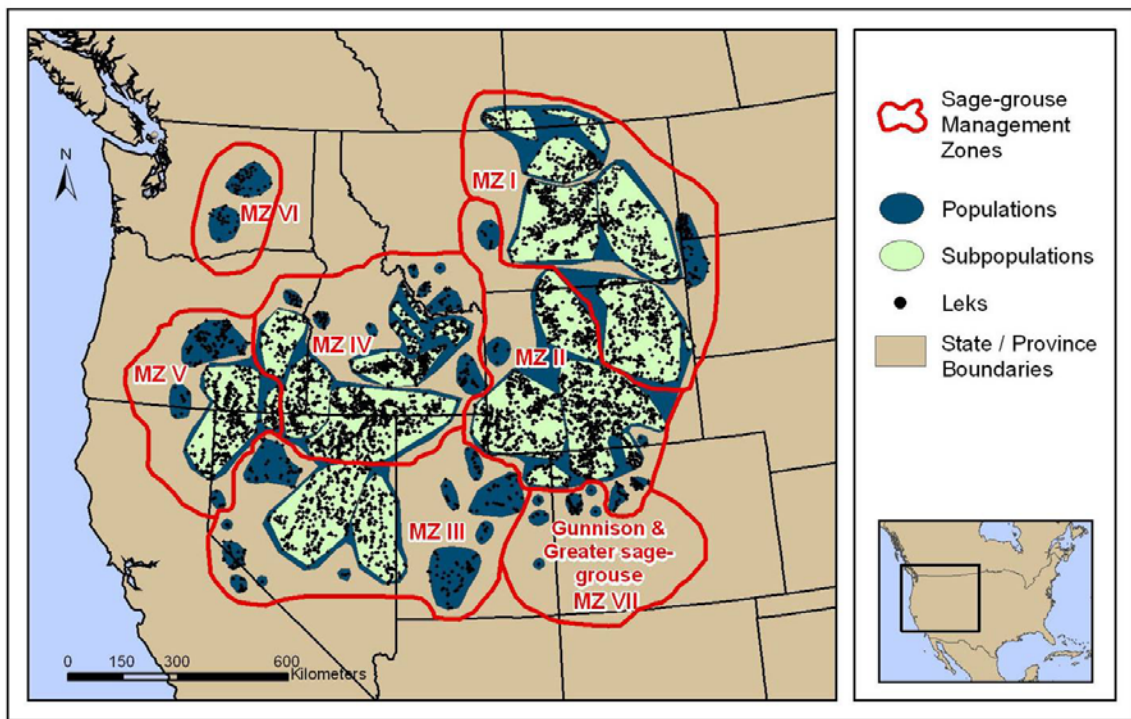 N
MZ I
MZ VI
MZ IV
MZ V
MZ II
MZ III
Gunnison &
Greater sage-
grouse
MZ VII
0 150 300 600
Kilometers
Sage-grouse
Management
Zones
Populations
Subpopulations
Leks
State / Province
Boundaries